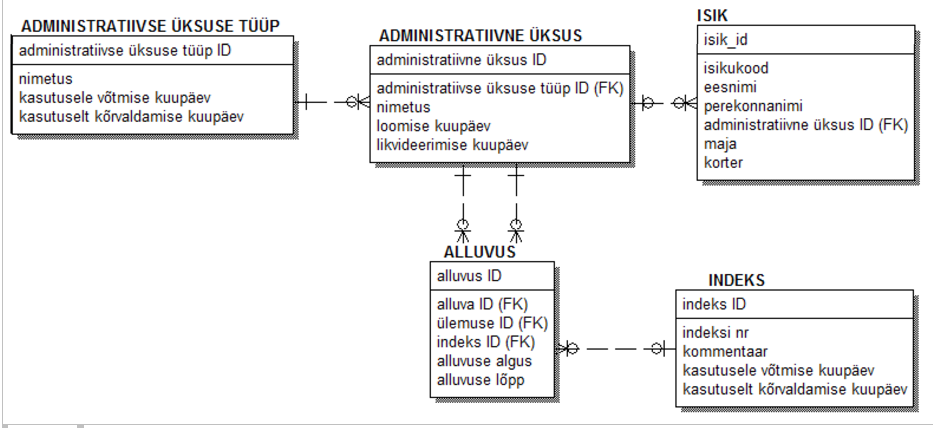 ADMINISTRATIIVSE ÜKSUSE TÜÜP
administratiivse üksuse tüüp ID
nimetus
kasutusele võtmise kuupäev
kasutuselt kõrvaldamise kuupäev
ADMINISTRATIIVNE ÜKSUS
administratiivne üksus ID
administratiivse üksuse tüüp ID (FK)
nimetus
loomise kuupäev
likvideerimise kuupäev
ISIK
isik_id
isikukood
eesnimi
perekonnanimi
administratiivne üksus ID (FK)
maja
korter
ALLUVUS
alluvus ID
alluva ID (FK)
ülemuse ID (FK)
indeks ID (FK)
alluvuse algus
alluvuse lõpp
INDEKS
indeks ID
indeksi nr
kommentaar
kasutusele võtmise kuupäev
kasutuselt kõrvaldamise kuupäev